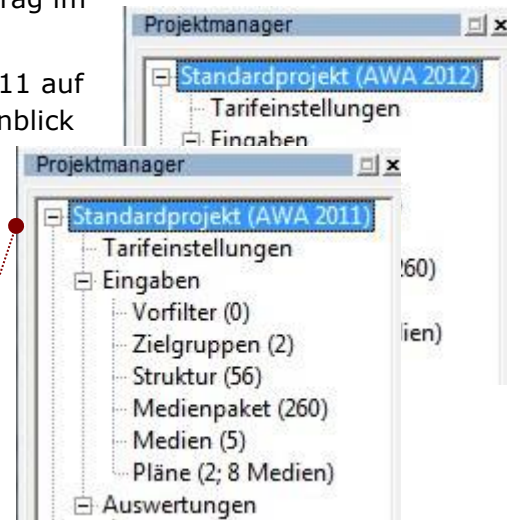 rag im
11 auf
nblick
Projektmanager
Standardprojekt (AWA 2012)
Tarifeinstellungen
Eingaben
260)
ien)
Projektmanager
Standardprojekt (AWA 2011)
Tarifeinstellungen
Eingaben
Vorfilter (0)
Zielgruppen (2)
Struktur (56)
Medienpaket (260)
Medien (5)
Pläne (2; 8 Medien)
Auswertungen